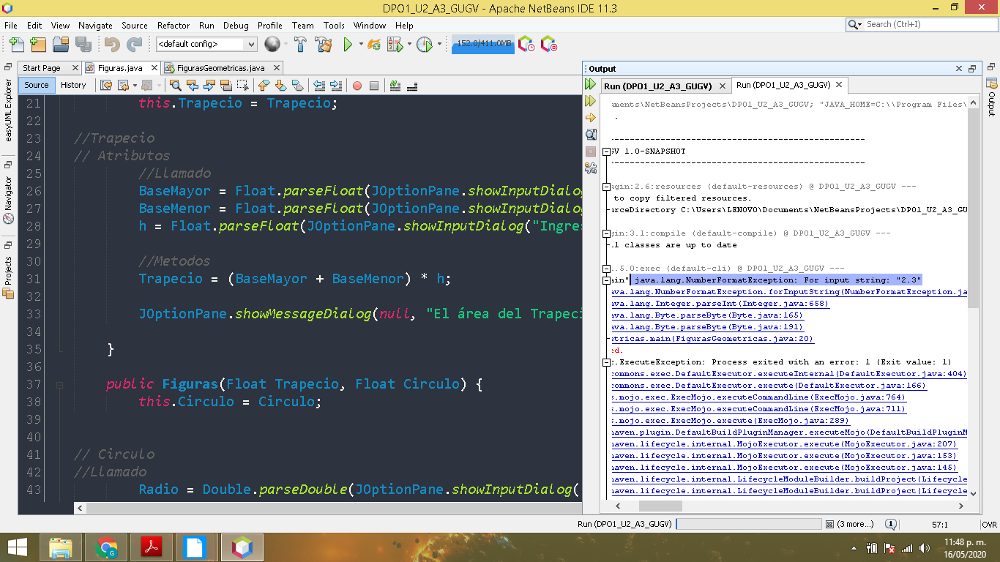 DPO1_U2_A3_GUGV - Apache NetBeans IDE 11.3
File Edit View Navigate Source Refactor Run Debug Profile Team Tools Window Help
Search (Ctrl+I)
<default config>
152.0/411.0MB
Start Page
Figuras.java
FigurasGeometricas.java
Source History
easyUML Explorer
Navigator
Projects
21 this.Trapecio = Trapecio;
22
23 //Trapecio
24 // Atributos
25 //Llamado
26 BaseMayor = Float.parseFloat(JOptionPane.showInputDialog
27 BaseMenor = Float.parseFloat(JOptionPane.showInputDialog
28 h = Float.parseFloat(JOptionPane.showInputDialog("Ingres
29
30 //Metodos
31 Trapecio = (BaseMayor + BaseMenor) * h;
32
33 JOptionPane.showMessageDialog(null, "El área del Trapeci
34
35 }
36
37 public Figuras(Float Trapecio, Float Circulo) {
38 this.Circulo = Circulo;
39
40
41 // Circulo
42 //Llamado
43 Radio = Double.parseDouble(JOptionPane.showInputDialog(
Output
Run (DPO1_U2_A3_GUGV)
Run (DPO1_U2_A3_GUGV)
Output
uments\NetBeansProjects\DPO1_U2_A3_GUGV; "JAVA_HOME=C:\\Program Files\
.
------------------------------------------------
GV 1.0-SNAPSHOT
------------------------------------------------
ugin:2.6:resources (default-resources) @ DPO1_U2_A3_GUGV ---
to copy filtered resources.
urceDirectory C:\Users\LENOVO\Documents\NetBeansProjects\DPO1_U2_A3_GU
gin:3.1:compile (default-compile) @ DPO1_U2_A3_GUGV ---
ll classes are up to date
1.5.0:exec (default-cli) @ DPO1_U2_A3_GUGV ---
ain" java.lang.NumberFormatException: For input string: "2.3"
ava.lang.NumberFormatException.forInputString(NumberFormatException.ja
ava.lang.Integer.parseInt(Integer.java:658)
ava.lang.Byte.parseByte(Byte.java:165)
ava.lang.Byte.parseByte(Byte.java:191)
etricas.main(FigurasGeometricas.java:20)
ed.
c.ExecuteException: Process exited with an error: 1 (Exit value: 1)
commons.exec.DefaultExecutor.executeInternal(DefaultExecutor.java:404)
commons.exec.DefaultExecutor.execute(DefaultExecutor.java:166)
s.mojo.exec.ExecMojo.executeCommandLine(ExecMojo.java:764)
s.mojo.exec.ExecMojo.executeCommandLine(ExecMojo.java:711)
s.mojo.exec.ExecMojo.execute(ExecMojo.java:289)
maven.plugin.DefaultBuildPluginManager.executeMojo(DefaultBuildPluginM
maven.lifecycle.internal.MojoExecutor.execute(MojoExecutor.java:207)
maven.lifecycle.internal.MojoExecutor.execute(MojoExecutor.java:153)
maven.lifecycle.internal.MojoExecutor.execute(MojoExecutor.java:145)
maven.lifecycle.internal.LifecycleModuleBuilder.buildProject(Lifecycle
maven.lifecycle.internal.LifecycleModuleBuilder.buildProject(Lifecycle
Run (DPO1_U2_A3_GUGV)
(3 more...)
1
57:1
OVR
11:48 p. m.
16/05/2020